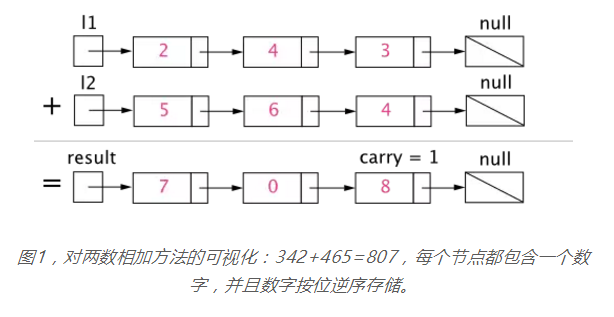 l1 null
2 4 3
l2 null
+ 5 6 4
result carry = 1 null
= 7 0 8
图1，对两数相加方法的可视化：342+465=807，每个节点都包含一个数
字，并且数字按位逆序存储。